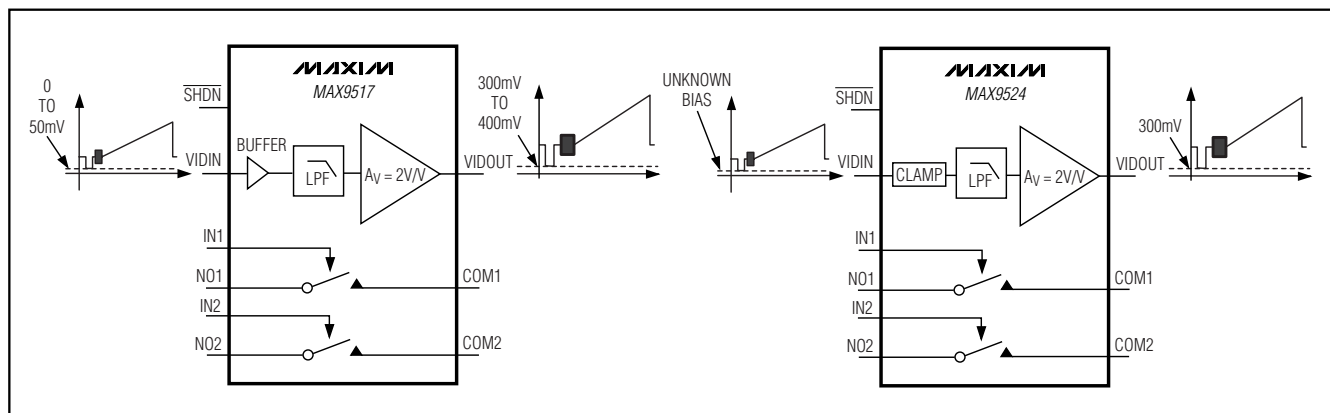 MAXIM
MAX9517
0
TO
50mV
SHDN
VIDIN
BUFFER
LPF
AV = 2V/V
VIDOUT
300mV
TO
400mV
IN1
NO1
COM1
IN2
NO2
COM2
MAXIM
MAX9524
UNKNOWN
BIAS
SHDN
VIDIN
CLAMP
LPF
AV = 2V/V
VIDOUT
300mV
IN1
NO1
COM1
IN2
NO2
COM2